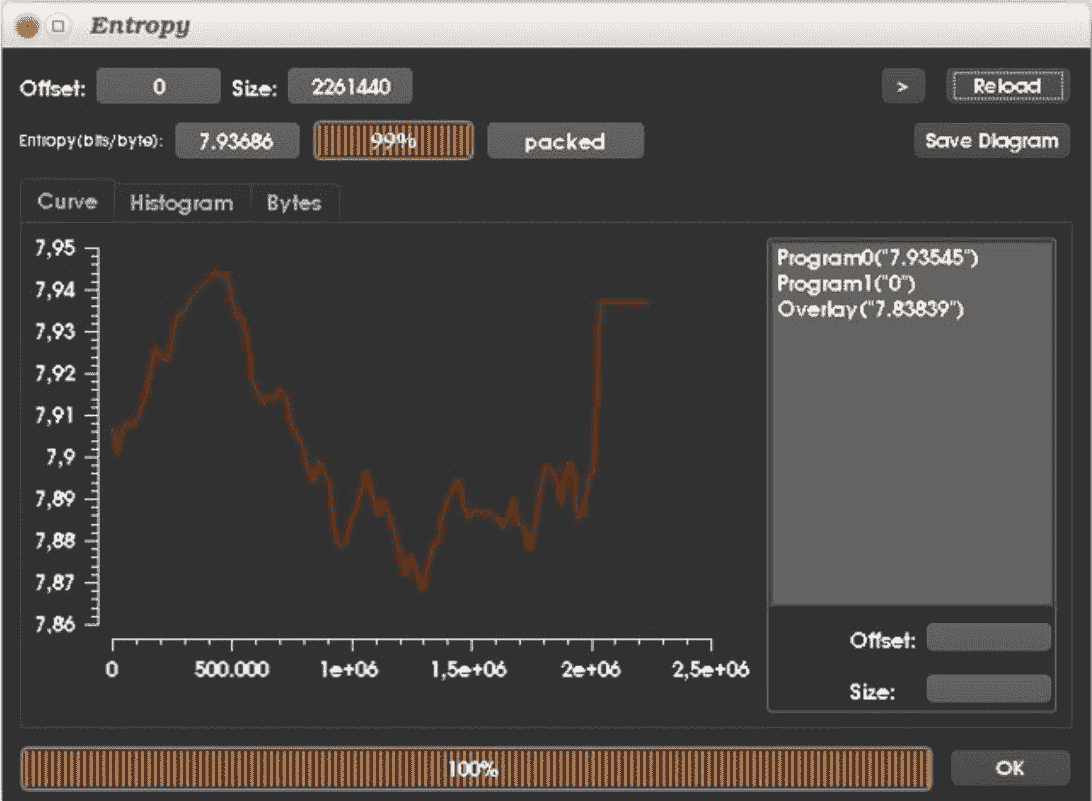 Entropy
Offset: 0 Size: 2261440 > Reload
Entropy(bits/byte): 7.93686 99% packed Save Diagram
Curve Histogram Bytes
7,95
7,94
7,93
7,92
7,91
7,9
7,89
7,88
7,87
7,86
0 500.000 1e+06 1,5e+06 2e+06 2,5e+06
Program0("7.93545")
Program1("0")
Overlay("7.83839")
Offset:
Size:
100% OK